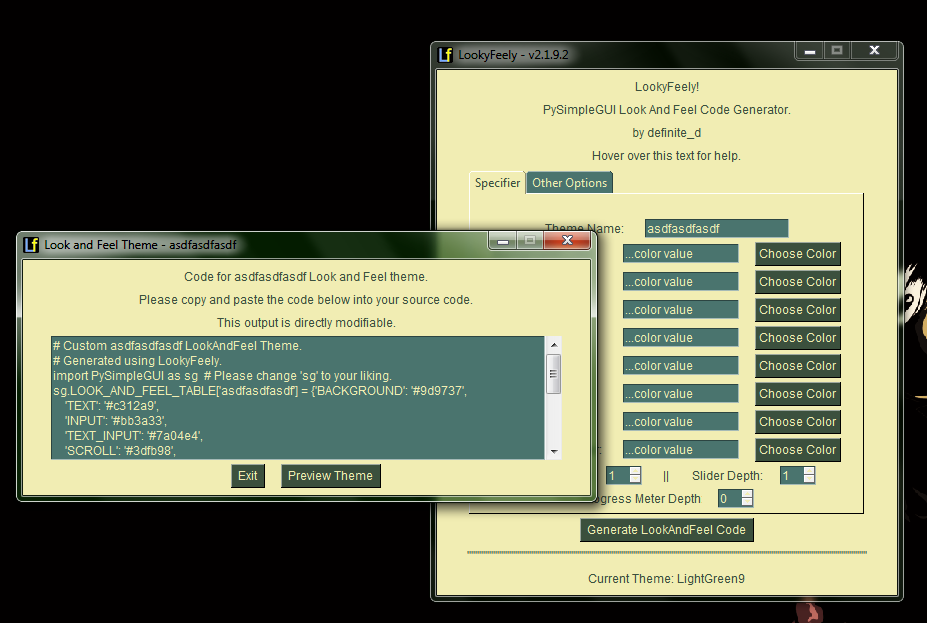 Lf LookyFeely - v2.1.9.2
LookyFeely!
PySimpleGUI Look And Feel Code Generator.
by definite_d
Hover over this text for help.
Specifier Other Options
Theme Name: asdfasdfasdf
...color value Choose Color
...color value Choose Color
...color value Choose Color
...color value Choose Color
...color value Choose Color
...color value Choose Color
...color value Choose Color
...color value Choose Color
1 || Slider Depth: 1
ogress Meter Depth 0
Generate LookAndFeel Code
Current Theme: LightGreen9
Lf Look and Feel Theme - asdfasdfasdf
Code for asdfasdfasdf Look and Feel theme.
Please copy and paste the code below into your source code.
This output is directly modifiable.
# Custom asdfasdfasdf LookAndFeel Theme.
# Generated using LookyFeely.
import PySimpleGUI as sg # Please change 'sg' to your liking.
sg.LOOK_AND_FEEL_TABLE['asdfasdfasdf'] = {'BACKGROUND': '#9d9737',
'TEXT': '#c312a9',
'INPUT': '#bb3a33',
'TEXT_INPUT': '#7a04e4',
'SCROLL': '#3dfb98',
Exit Preview Theme